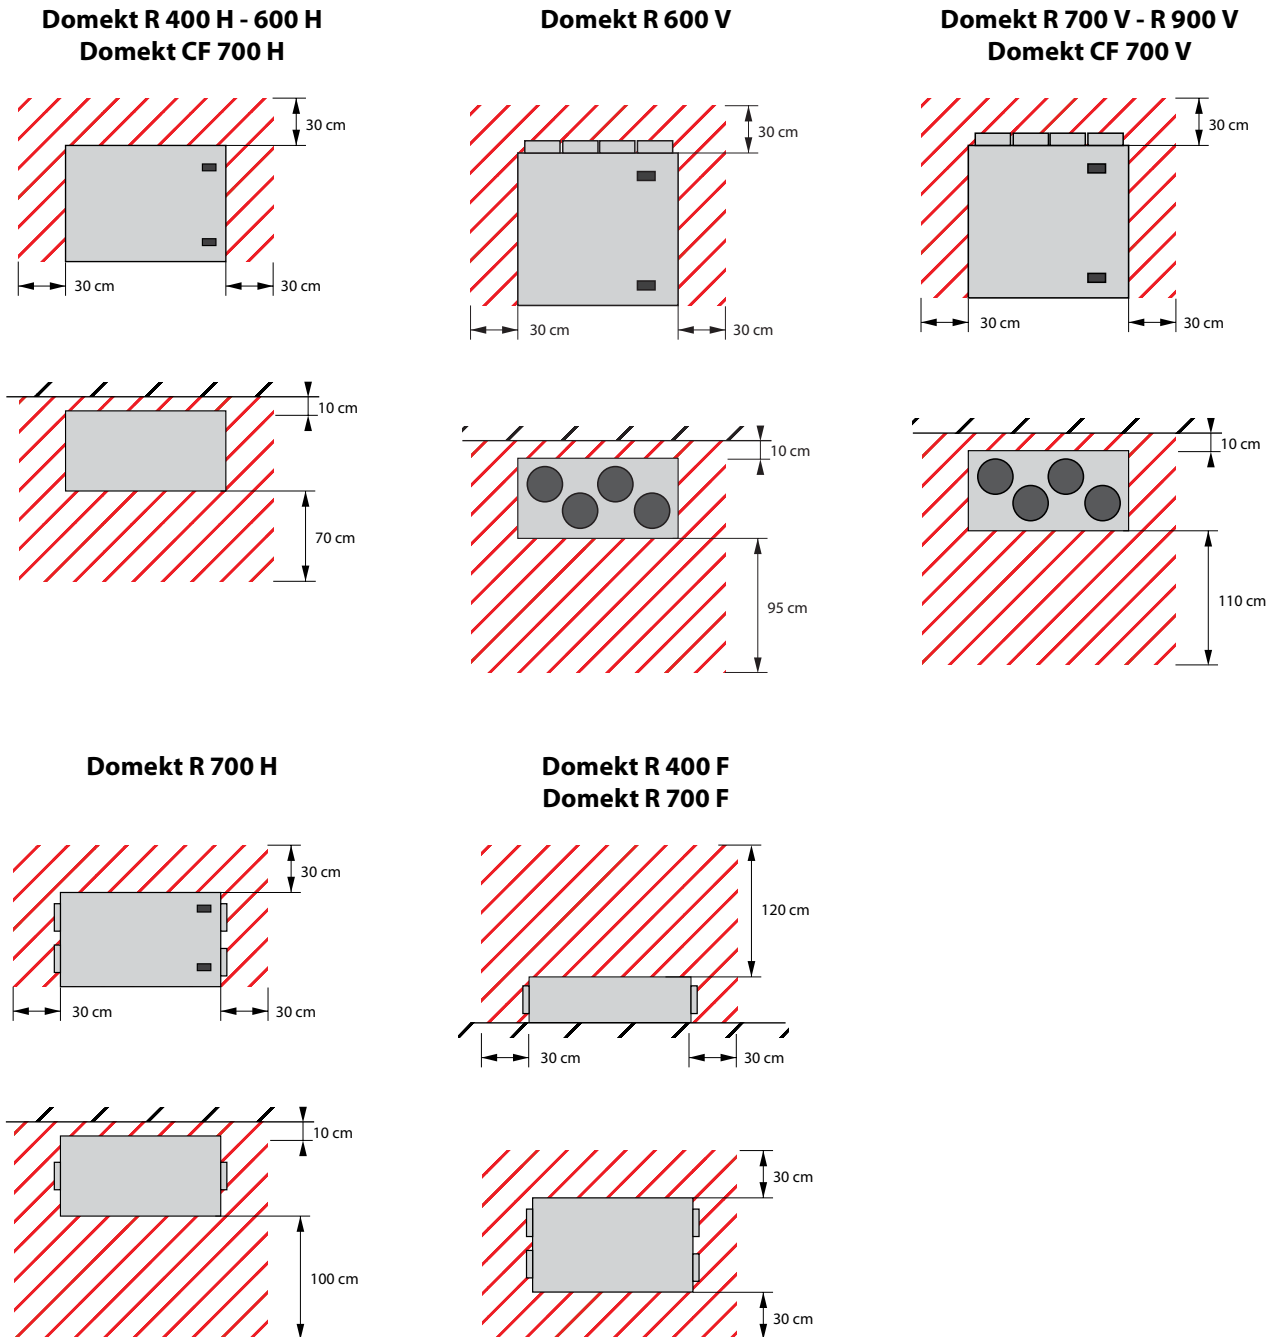 Domekt R 400 H - 600 H
Domekt CF 700 H
30 cm
30 cm
30 cm
10 cm
70 cm
Domekt R 600 V
30 cm
30 cm
30 cm
10 cm
95 cm
Domekt R 700 V - R 900 V
Domekt CF 700 V
30 cm
30 cm
30 cm
10 cm
110 cm
Domekt R 700 H
30 cm
30 cm
30 cm
10 cm
100 cm
Domekt R 400 F
Domekt R 700 F
120 cm
30 cm
30 cm
30 cm
30 cm